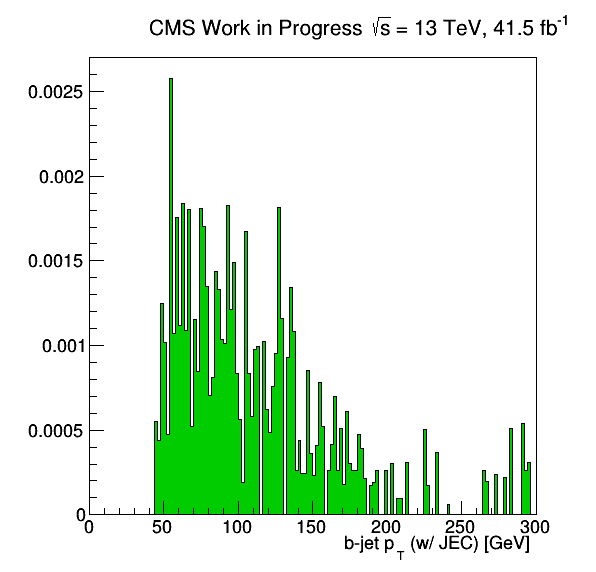 CMS Work in Progress √s = 13 TeV, 41.5 fb⁻¹
0.0025
0.002
0.0015
0.001
0.0005
0
0 50 100 150 200 250 300
b-jet p_T (w/ JEC) [GeV]